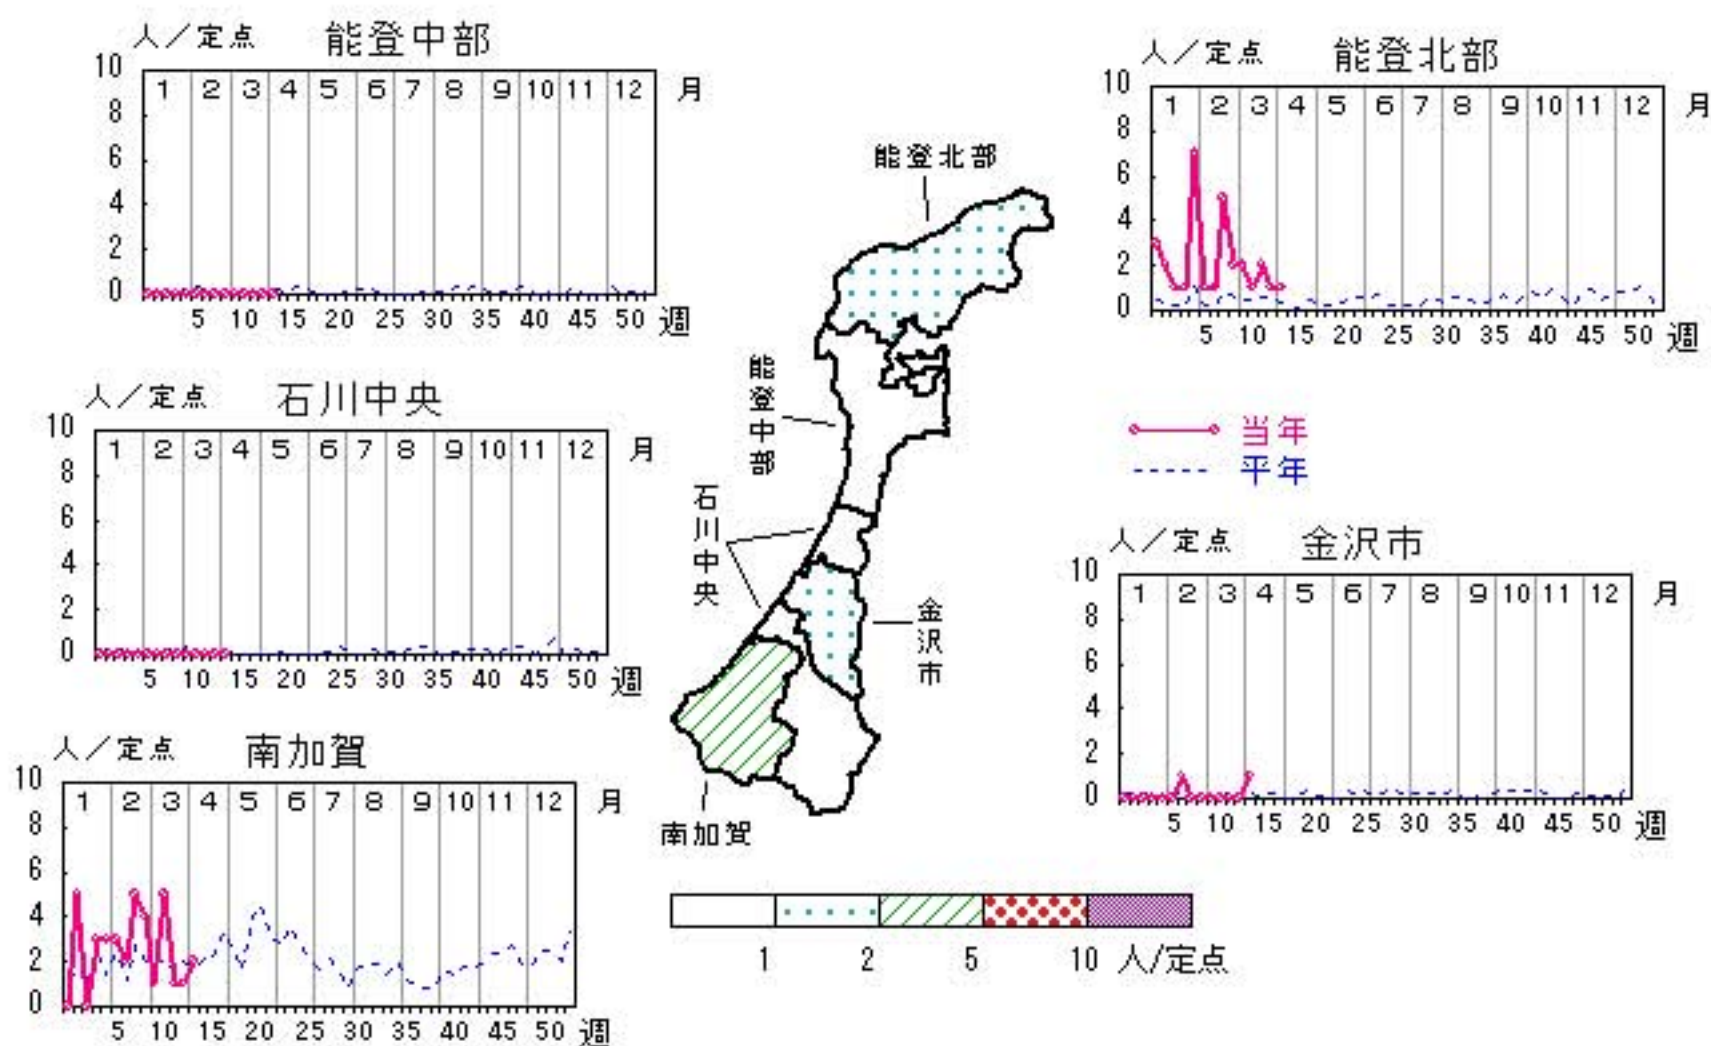 人／定点 能登中部
10 8 6 4 2 0
1 2 3 4 5 6 7 8 9 10 11 12 月
5 10 15 20 25 30 35 40 45 50 週
人／定点 能登北部
10 8 6 4 2 0
1 2 3 4 5 6 7 8 9 10 11 12 月
5 10 15 20 25 30 35 40 45 50 週
人／定点 石川中央
10 8 6 4 2 0
1 2 3 4 5 6 7 8 9 10 11 12 月
5 10 15 20 25 30 35 40 45 50 週
当年
平年
人／定点 金沢市
10 8 6 4 2 0
1 2 3 4 5 6 7 8 9 10 11 12 月
5 10 15 20 25 30 35 40 45 50 週
人／定点 南加賀
10 8 6 4 2 0
1 2 3 4 5 6 7 8 9 10 11 12 月
5 10 15 20 25 30 35 40 45 50 週
能登北部
能登中部
石川中央
金沢市
南加賀
1 2 5 10 人/定点